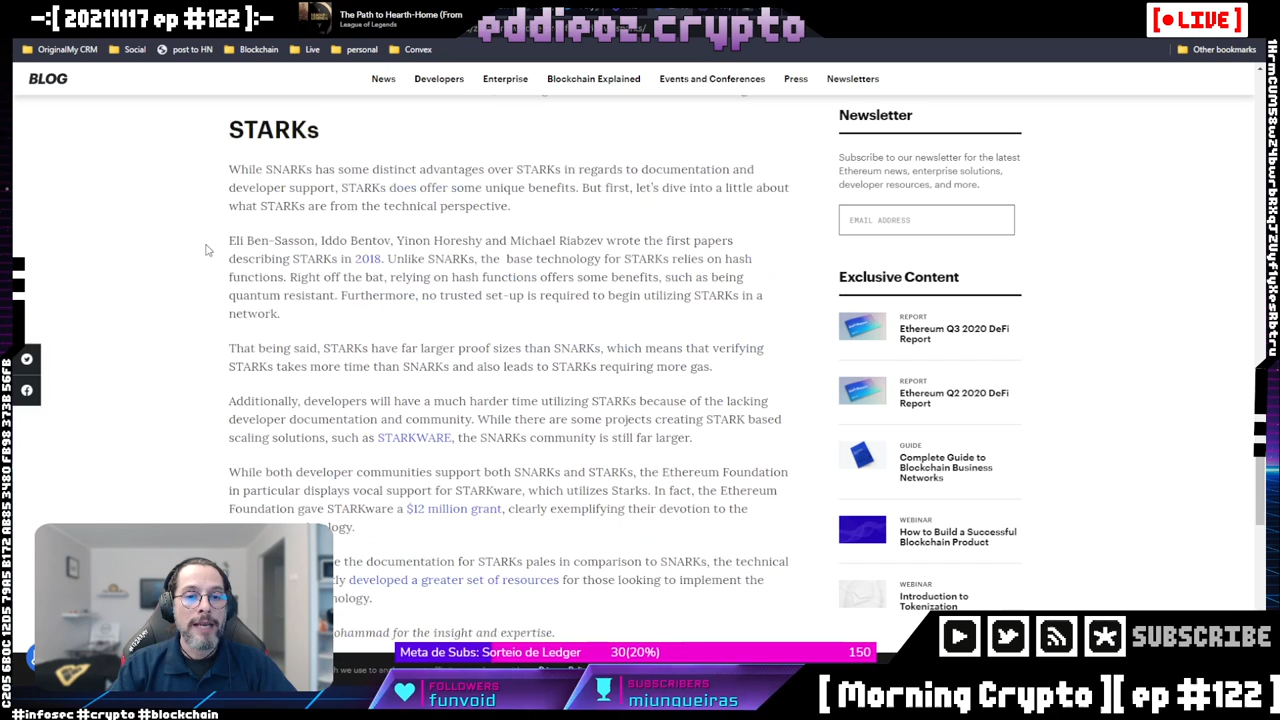 -:[ 20211117 ep #122 ]:-
The Path to Hearth-Home (From
League of Legends
eddieoz.crypto
[●LIVE]
OriginalMy CRM
Social
post to HN
Blockchain
Live
personal
Convex
Other bookmarks
BLOG
News
Developers
Enterprise
Blockchain Explained
Events and Conferences
Press
Newsletters
STARKs
While SNARKs has some distinct advantages over STARKs in regards to documentation and
developer support, STARKs does offer some unique benefits. But first, let's dive into a little about
what STARKs are from the technical perspective.
Eli Ben-Sasson, Iddo Bentov, Yinon Horeshy and Michael Riabzev wrote the first papers
describing STARKs in 2018. Unlike SNARKs, the base technology for STARKs relies on hash
functions. Right off the bat, relying on hash functions offers some benefits, such as being
quantum resistant. Furthermore, no trusted set-up is required to begin utilizing STARKs in a
network.
That being said, STARKs have far larger proof sizes than SNARKs, which means that verifying
STARKs takes more time than SNARKs and also leads to STARKs requiring more gas.
Additionally, developers will have a much harder time utilizing STARKs because of the lacking
developer documentation and community. While there are some projects creating STARK based
scaling solutions, such as STARKWARE, the SNARKs community is still far larger.
While both developer communities support both SNARKs and STARKs, the Ethereum Foundation
in particular displays vocal support for STARKware, which utilizes Starks. In fact, the Ethereum
Foundation gave STARKware a $12 million grant, clearly exemplifying their devotion to the
the documentation for STARKs pales in comparison to SNARKs, the technical
developed a greater set of resources for those looking to implement the
for the insight and expertise.
Newsletter
Subscribe to our newsletter for the latest
Ethereum news, enterprise solutions,
developer resources, and more.
EMAIL ADDRESS
Exclusive Content
REPORT
Ethereum Q3 2020 DeFi
Report
REPORT
Ethereum Q2 2020 DeFi
Report
GUIDE
Complete Guide to
Blockchain Business
Networks
WEBINAR
How to Build a Successful
Blockchain Product
WEBINAR
Introduction to
Tokenization
SUBSCRIBE
Meta de Subs: Sorteio de Ledger
30(20%)
150
FOLLOWERS
funvoid
SUBSCRIBERS
mjunqueiras
[ Morning Crypto ][ ep #122 ]
#infosec #crypto #blockchain